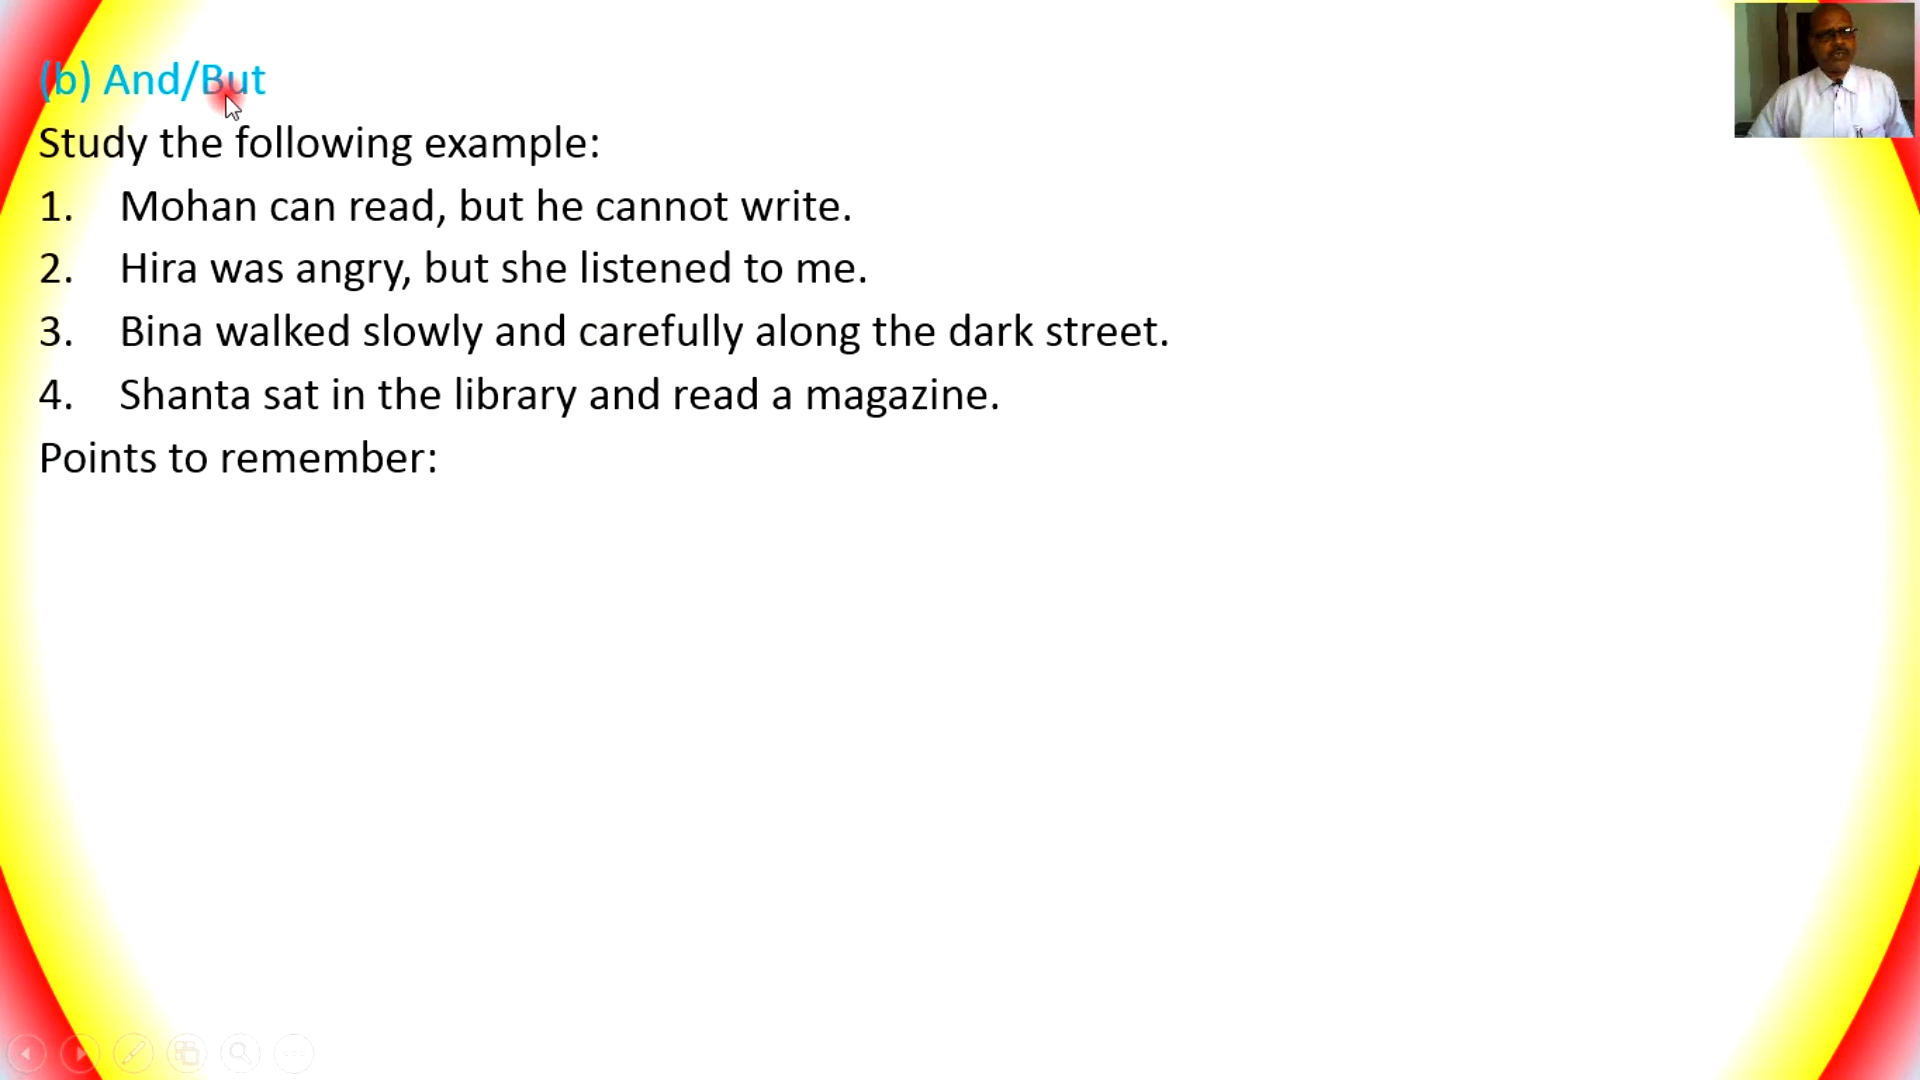 (b) And/But
Study the following example:
1. Mohan can read, but he cannot write.
2. Hira was angry, but she listened to me.
3. Bina walked slowly and carefully along the dark street.
4. Shanta sat in the library and read a magazine.
Points to remember: